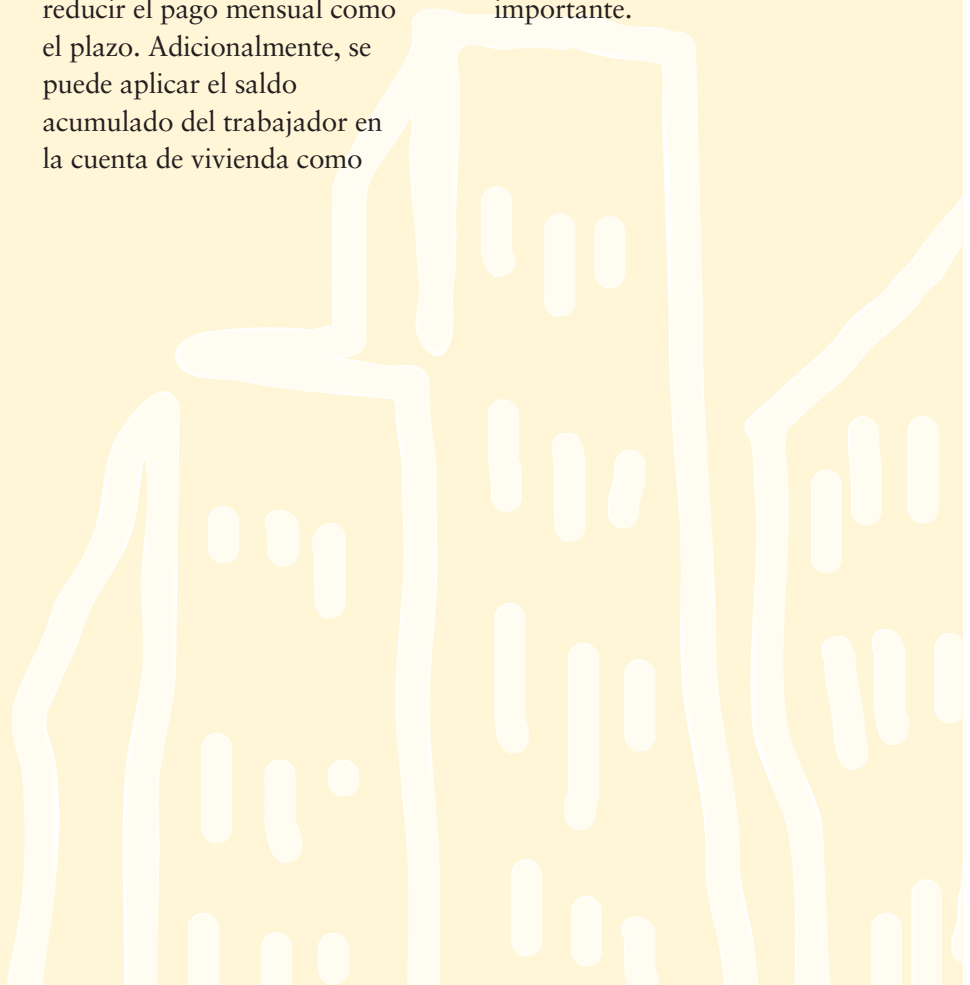 reducir el pago mensual como
el plazo. Adicionalmente, se
puede aplicar el saldo
acumulado del trabajador en
la cuenta de vivienda como
importante.